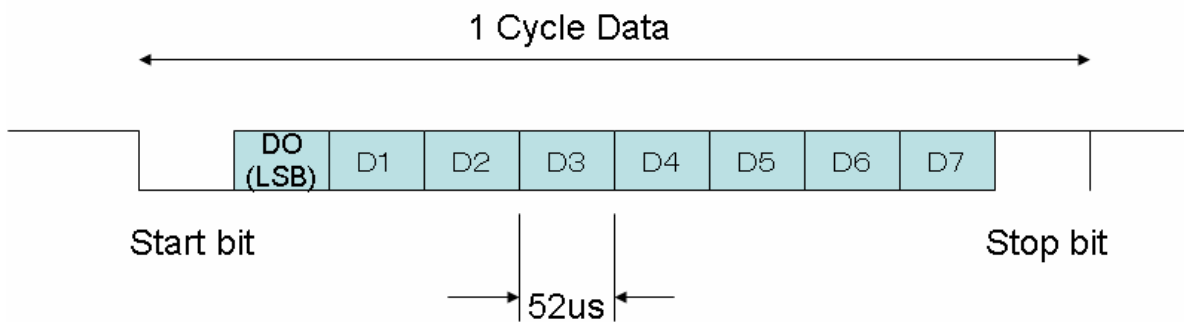 1 Cycle Data
DO
(LSB)
D1
D2
D3
D4
D5
D6
D7
Start bit
Stop bit
52us